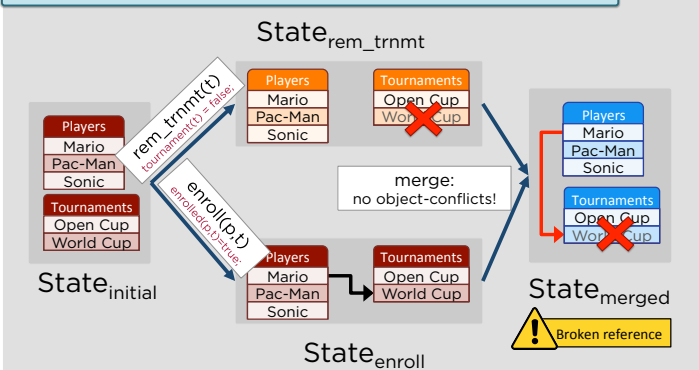 State_rem_trnmt
Players
Mario
Pac-Man
Sonic
Tournaments
Open Cup
World Cup
rem_trnmt(t)
tournament(t) = false;
Players
Mario
Pac-Man
Sonic
Tournaments
Open Cup
World Cup
State_initial
enroll(p,t)
enrolled(p,t)=true;
merge:
no object-conflicts!
Players
Mario
Pac-Man
Sonic
Tournaments
Open Cup
World Cup
State_enroll
Players
Mario
Pac-Man
Sonic
Tournaments
Open Cup
World Cup
State_merged
Broken reference